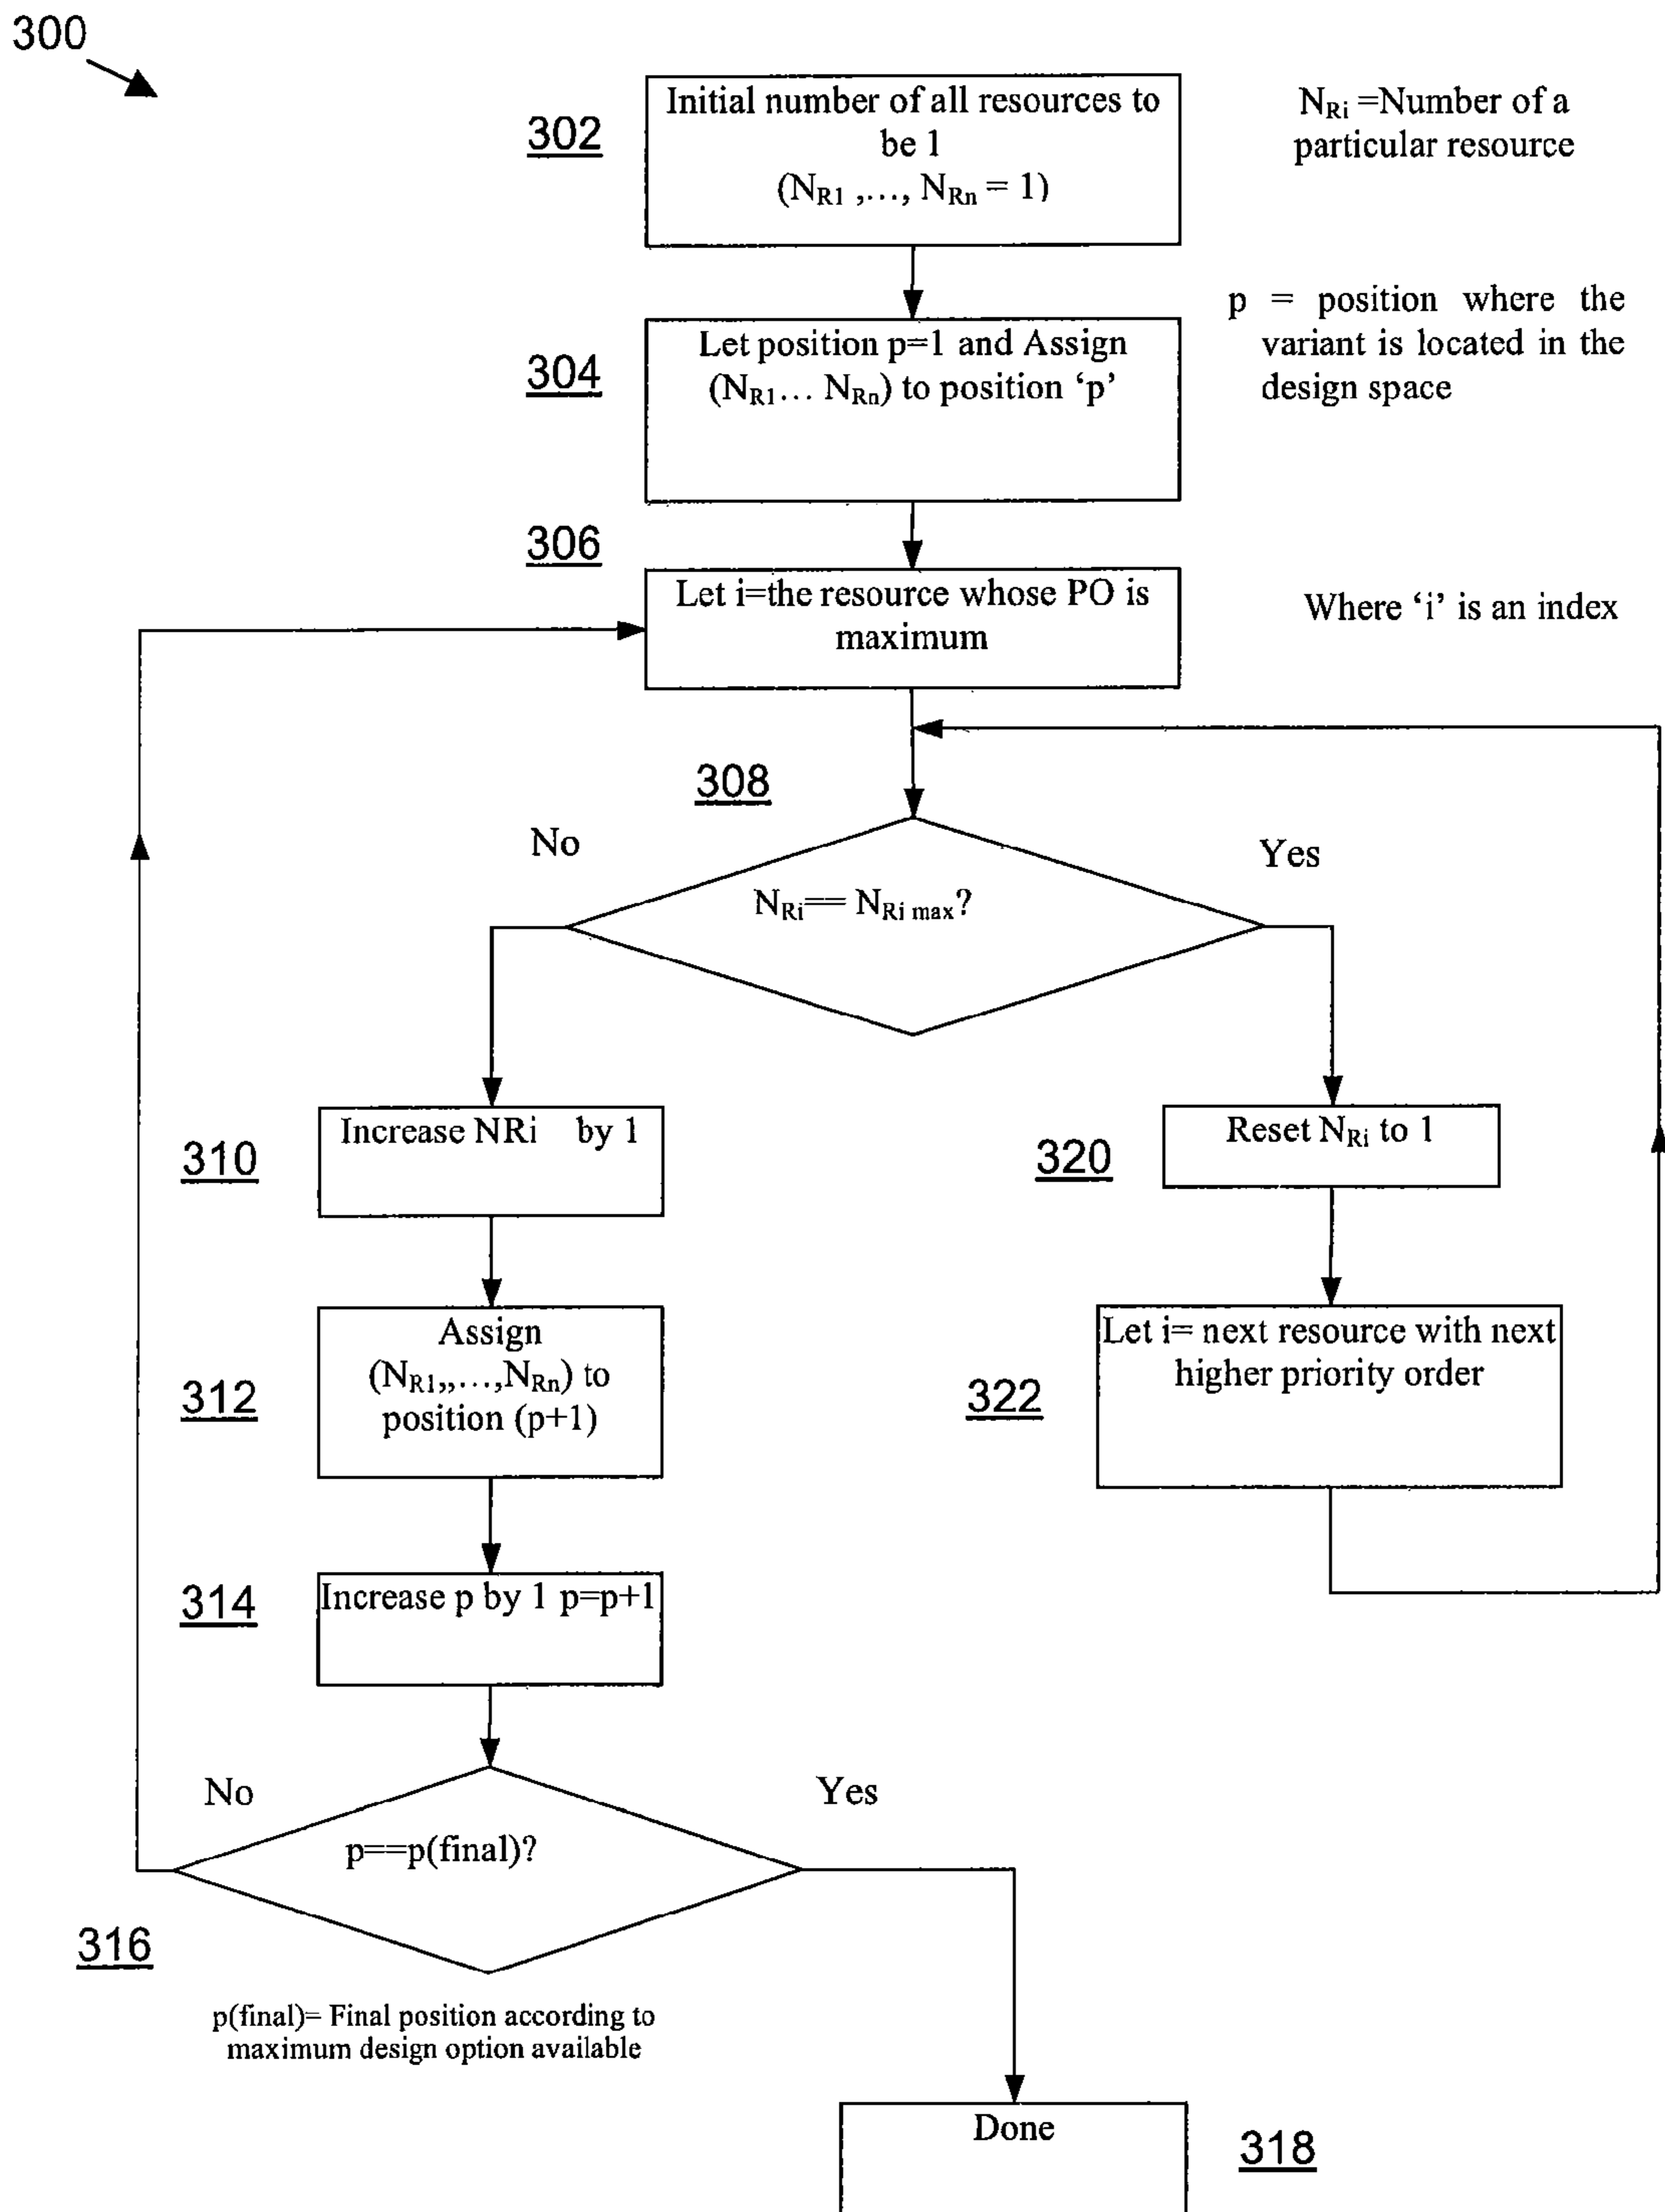 300
302
Initial number of all resources to
be 1
(NR1 ,…, NRn = 1)
NRi =Number of a
particular resource
304
Let position p=1 and Assign
(NR1… NRn) to position ‘p’
p = position where the
variant is located in the
design space
306
Let i=the resource whose PO is
maximum
Where ‘i’ is an index
308
No
Yes
NRi== NRi max?
310
Increase NRi by 1
320
Reset NRi to 1
312
Assign
(NR1,,…,NRn) to
position (p+1)
322
Let i= next resource with next
higher priority order
314
Increase p by 1 p=p+1
No
Yes
p==p(final)?
316
p(final)= Final position according to
maximum design option available
Done
318